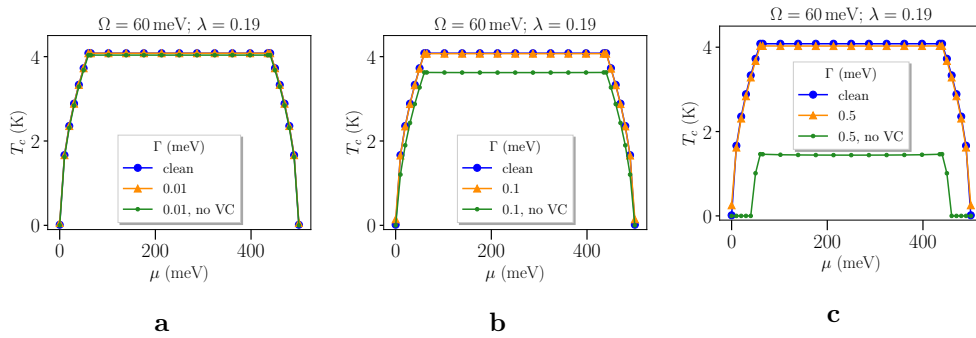 Ω = 60 meV; λ = 0.19
T_c (K)
4
2
0
Γ (meV)
clean
0.01
0.01, no VC
0 200 400
μ (meV)
a
Ω = 60 meV; λ = 0.19
T_c (K)
4
2
0
Γ (meV)
clean
0.1
0.1, no VC
0 200 400
μ (meV)
b
Ω = 60 meV; λ = 0.19
T_c (K)
4
2
0
Γ (meV)
clean
0.5
0.5, no VC
0 200 400
μ (meV)
c